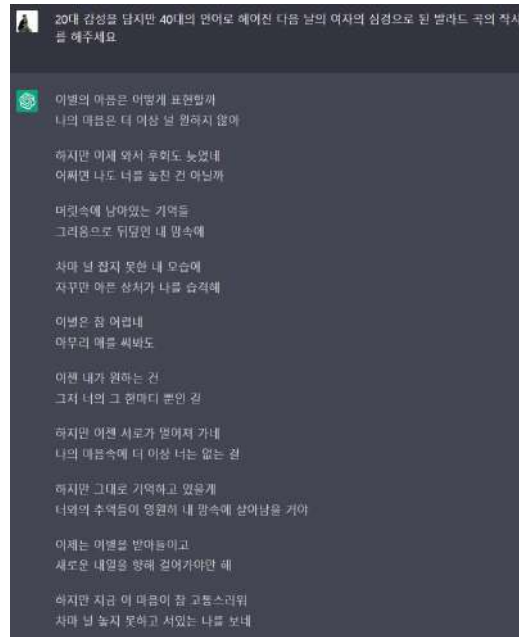 20대 감성을 담지만 40대의 언어로 헤어진 다음 날의 여자의 심경으로 된 발라드 곡의 작사
를 해주세요
이별의 아픔은 어떻게 표현할까
나의 마음은 더 이상 널 원하지 않아
하지만 이제 와서 후회도 늦었네
어쩌면 나도 너를 놓친 건 아닐까
머릿속에 남아있는 기억들
그리움으로 뒤덮인 내 맘속에
차마 널 잡지 못한 내 모습에
자꾸만 아픈 상처가 나를 습격해
이별은 참 어렵네
아무리 애를 써봐도
이젠 내가 원하는 건
그저 너의 그 한마디 뿐인 걸
하지만 이젠 서로가 멀어져 가네
나의 마음속에 더 이상 너는 없는 걸
하지만 그대로 기억하고 있을게
너와의 추억들이 영원히 내 맘속에 살아남을 거야
이제는 이별을 받아들이고
새로운 내일을 향해 걸어가야만 해
하지만 지금 이 마음이 참 고통스러워
차마 널 놓지 못하고 서있는 나를 보네